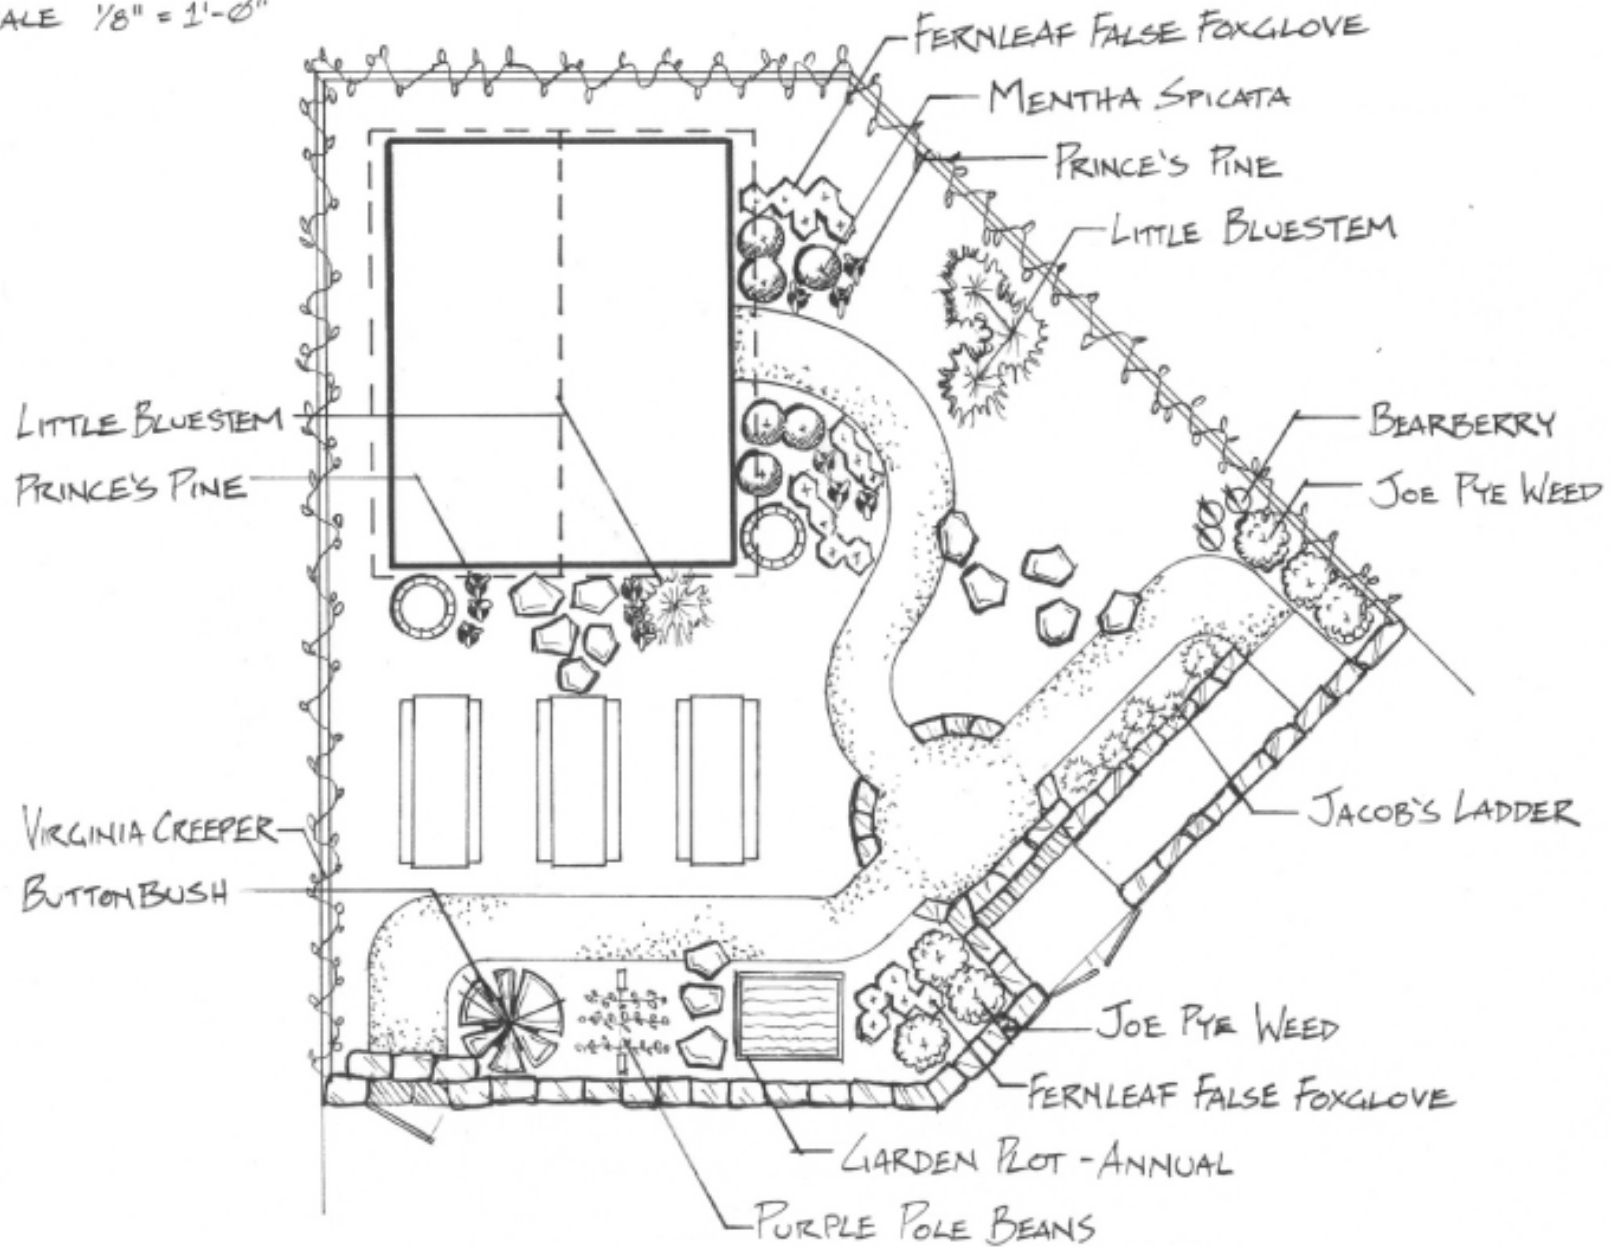 ALE 1/8" = 1'-0"
FERNLEAF FALSE FOXGLOVE
MENTHA SPICATA
PRINCE'S PINE
LITTLE BLUESTEM
LITTLE BLUESTEM
PRINCE'S PINE
BEARBERRY
JOE PYE WEED
JACOB'S LADDER
VIRGINIA CREEPER
BUTTONBUSH
JOE PYE WEED
FERNLEAF FALSE FOXGLOVE
GARDEN PLOT - ANNUAL
PURPLE POLE BEANS